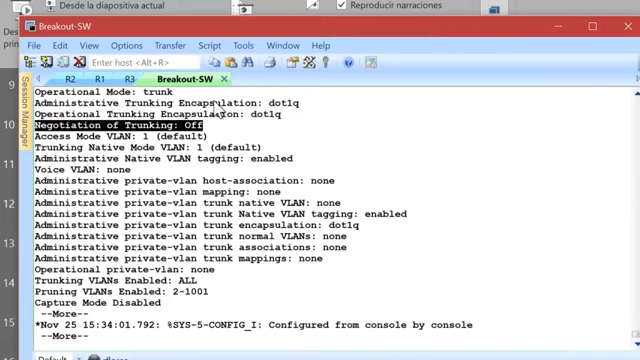 Desde la diapositiva actual
Reproducir narraciones
Breakout-SW
File Edit View Options Transfer Script Tools Window Help
Enter host <Alt+R>
R2 R1 R3 Breakout-SW
Session Manager
9
10
11
12
13
14
15
Operational Mode: trunk
Administrative Trunking Encapsulation: dot1q
Operational Trunking Encapsulation: dot1q
Negotiation of Trunking: Off
Access Mode VLAN: 1 (default)
Trunking Native Mode VLAN: 1 (default)
Administrative Native VLAN tagging: enabled
Voice VLAN: none
Administrative private-vlan host-association: none
Administrative private-vlan mapping: none
Administrative private-vlan trunk native VLAN: none
Administrative private-vlan trunk Native VLAN tagging: enabled
Administrative private-vlan trunk encapsulation: dot1q
Administrative private-vlan trunk normal VLANs: none
Administrative private-vlan trunk associations: none
Administrative private-vlan trunk mappings: none
Operational private-vlan: none
Trunking VLANs Enabled: ALL
Pruning VLANs Enabled: 2-1001
Capture Mode Disabled
--More--
*Nov 25 15:34:01.792: %SYS-5-CONFIG_I: Configured from console by console
--More--
Default